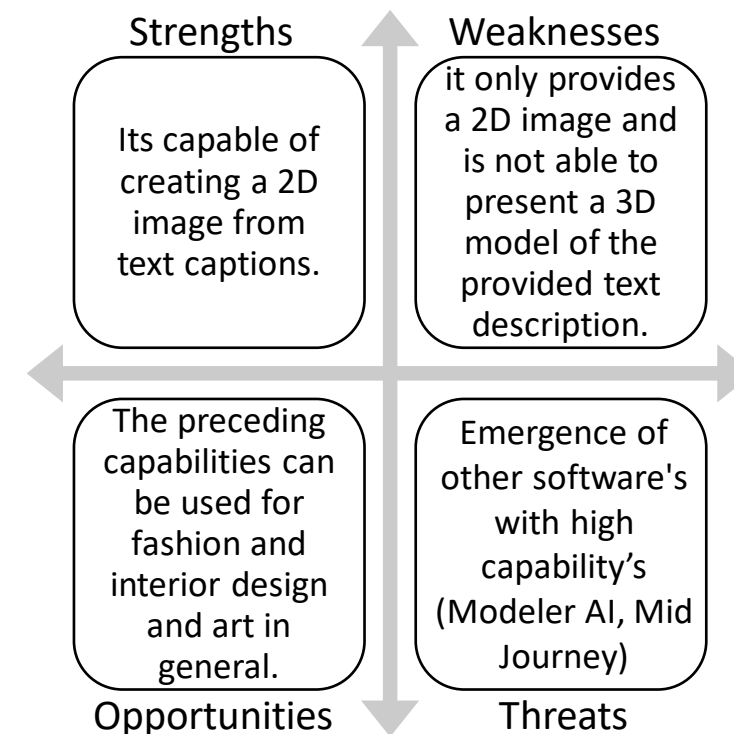 Strengths
Its capable of
creating a 2D
image from
text captions.
Weaknesses
it only provides
a 2D image and
is not able to
present a 3D
model of the
provided text
description.
The preceding
capabilities can
be used for
fashion and
interior design
and art in
general.
Opportunities
Emergence of
other software's
with high
capability’s
(Modeler AI, Mid
Journey)
Threats